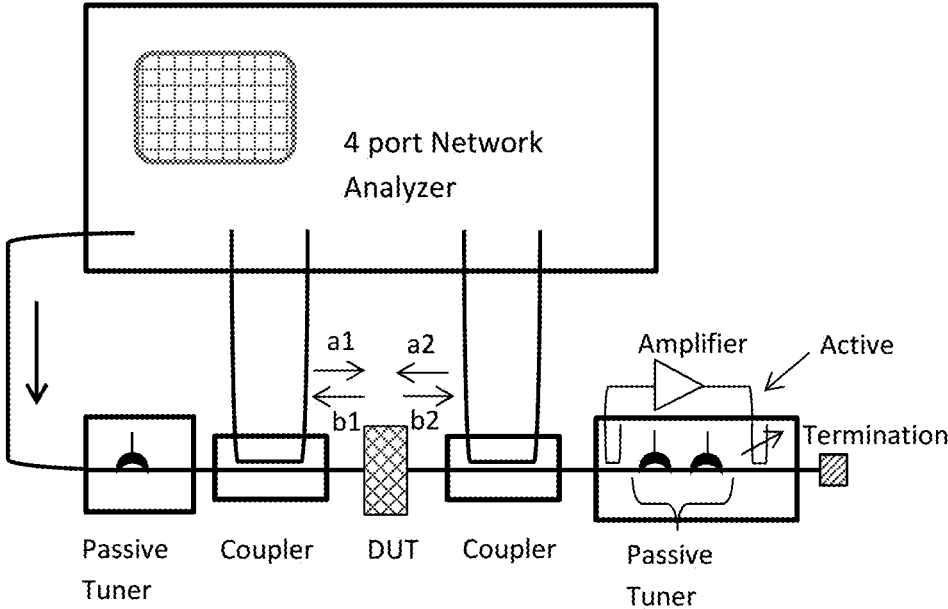 4 port Network
Analyzer
a1
a2
b1
b2
Amplifier
Active
Termination
Passive
Tuner
Coupler
DUT
Coupler
Passive
Tuner